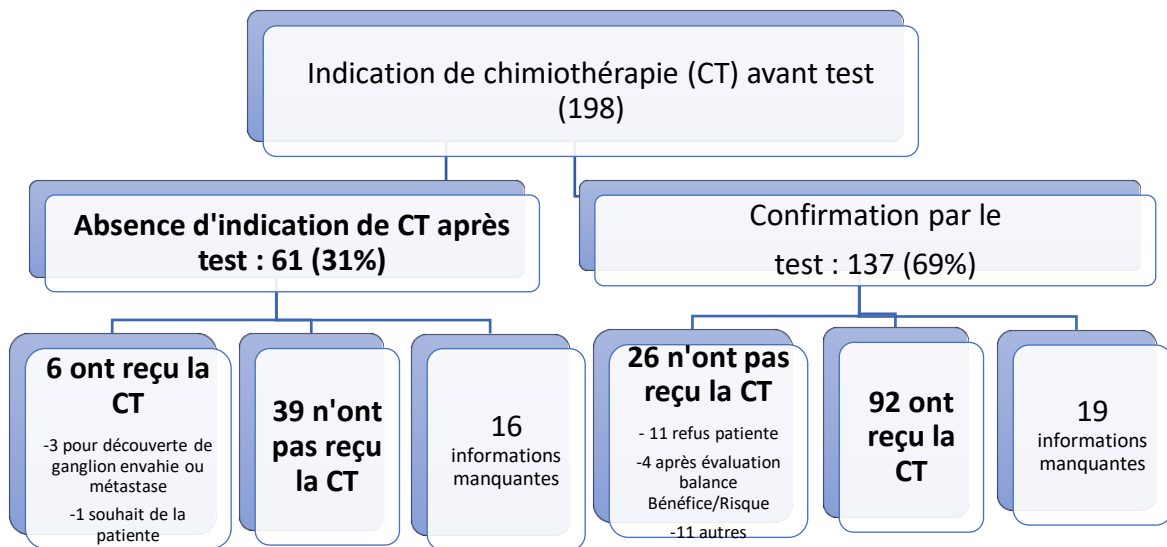 Indication de chimiothérapie (CT) avant test
(198)
Absence d'indication de CT après
test : 61 (31%)
Confirmation par le
test : 137 (69%)
6 ont reçu la
CT
-3 pour découverte de
ganglion envahie ou
métastase
-1 souhait de la
patiente
39 n'ont
pas reçu
la CT
16
informations
manquantes
26 n'ont pas
reçu la CT
- 11 refus patiente
-4 après évaluation
balance
Bénéfice/Risque
-11 autres
92 ont
reçu la
CT
19
informations
manquantes